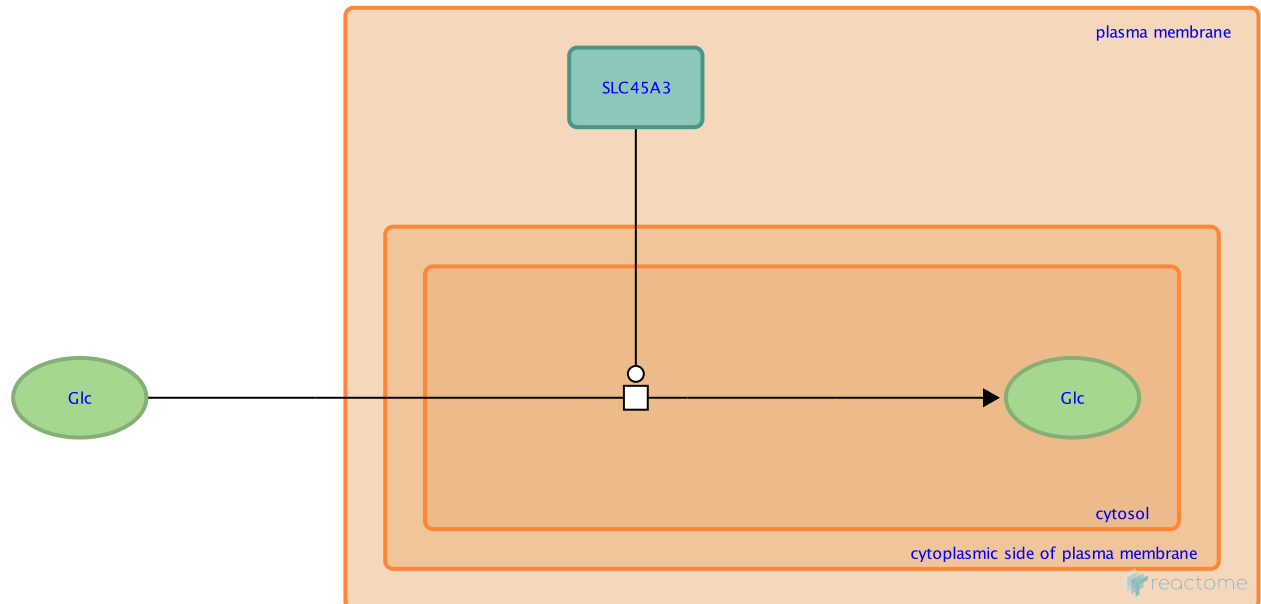 plasma membrane
SLC45A3
Glc
Glc
cytosol
cytoplasmic side of plasma membrane
reactome